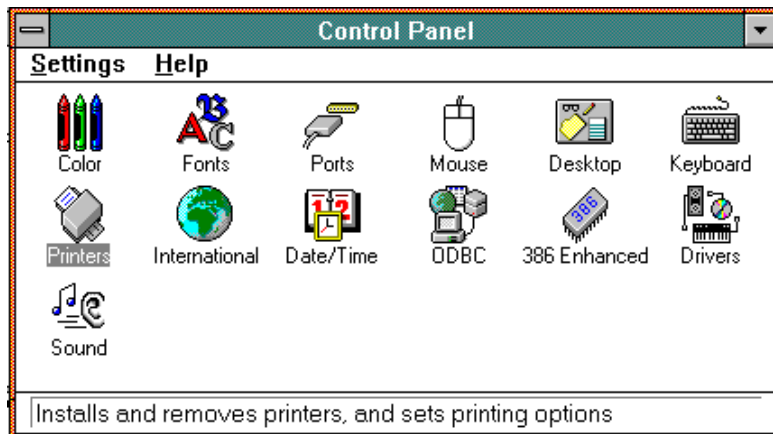 Control Panel
Settings Help
Color Fonts Ports Mouse Desktop Keyboard
Printers International Date/Time ODBC 386 Enhanced Drivers
Sound
Installs and removes printers, and sets printing options